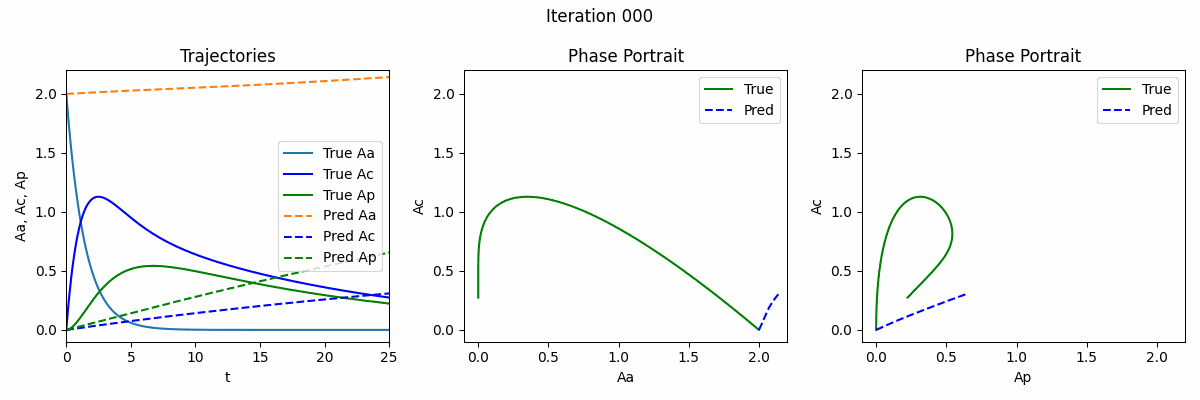 Iteration 000
Trajectories
Aa, Ac, Ap
2.0
1.5
1.0
0.5
0.0
0
5
10
15
20
25
t
True Aa
True Ac
True Ap
Pred Aa
Pred Ac
Pred Ap
Phase Portrait
Ac
2.0
1.5
1.0
0.5
0.0
0.0
0.5
1.0
1.5
2.0
Aa
True
Pred
Phase Portrait
Ac
2.0
1.5
1.0
0.5
0.0
0.0
0.5
1.0
1.5
2.0
Ap
True
Pred